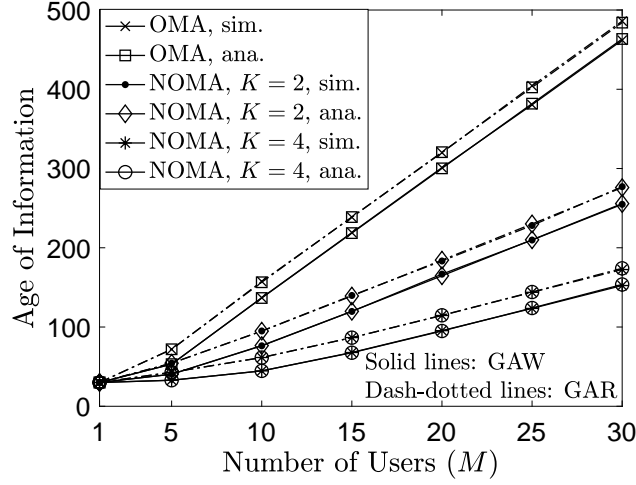 500
400
300
200
100
0
Age of Information
OMA, sim.
OMA, ana.
NOMA, K = 2, sim.
NOMA, K = 2, ana.
NOMA, K = 4, sim.
NOMA, K = 4, ana.
Solid lines: GAW
Dash-dotted lines: GAR
1 5 10 15 20 25 30
Number of Users (M)